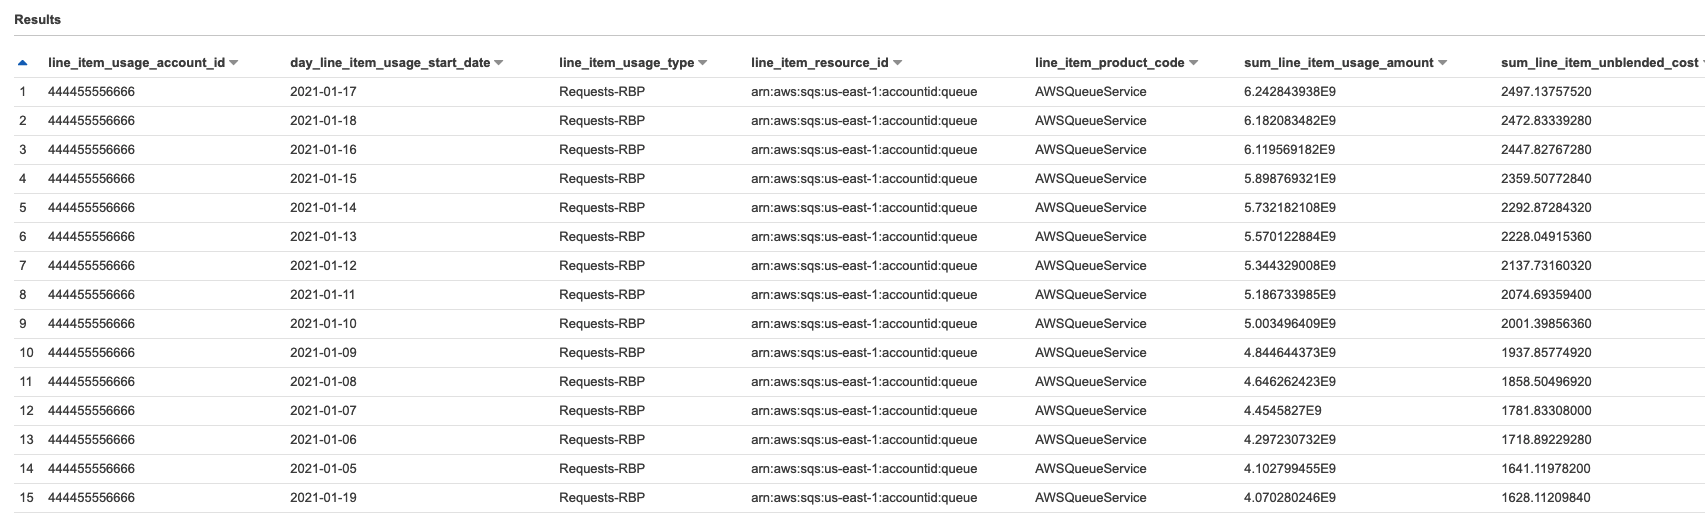 Results
line_item_usage_account_id day_line_item_usage_start_date line_item_usage_type line_item_resource_id line_item_product_code sum_line_item_usage_amount sum_line_item_unblended_cost
1 444455556666 2021-01-17 Requests-RBP arn:aws:sqs:us-east-1:accountid:queue AWSQueueService 6.242843938E9 2497.13757520
2 444455556666 2021-01-18 Requests-RBP arn:aws:sqs:us-east-1:accountid:queue AWSQueueService 6.182083482E9 2472.83339280
3 444455556666 2021-01-16 Requests-RBP arn:aws:sqs:us-east-1:accountid:queue AWSQueueService 6.119569182E9 2447.82767280
4 444455556666 2021-01-15 Requests-RBP arn:aws:sqs:us-east-1:accountid:queue AWSQueueService 5.898769321E9 2359.50772840
5 444455556666 2021-01-14 Requests-RBP arn:aws:sqs:us-east-1:accountid:queue AWSQueueService 5.732182108E9 2292.87284320
6 444455556666 2021-01-13 Requests-RBP arn:aws:sqs:us-east-1:accountid:queue AWSQueueService 5.570122884E9 2228.04915360
7 444455556666 2021-01-12 Requests-RBP arn:aws:sqs:us-east-1:accountid:queue AWSQueueService 5.344329008E9 2137.73160320
8 444455556666 2021-01-11 Requests-RBP arn:aws:sqs:us-east-1:accountid:queue AWSQueueService 5.186733985E9 2074.69359400
9 444455556666 2021-01-10 Requests-RBP arn:aws:sqs:us-east-1:accountid:queue AWSQueueService 5.003496409E9 2001.39856360
10 444455556666 2021-01-09 Requests-RBP arn:aws:sqs:us-east-1:accountid:queue AWSQueueService 4.844644373E9 1937.85774920
11 444455556666 2021-01-08 Requests-RBP arn:aws:sqs:us-east-1:accountid:queue AWSQueueService 4.646262423E9 1858.50496920
12 444455556666 2021-01-07 Requests-RBP arn:aws:sqs:us-east-1:accountid:queue AWSQueueService 4.4545827E9 1781.83308000
13 444455556666 2021-01-06 Requests-RBP arn:aws:sqs:us-east-1:accountid:queue AWSQueueService 4.297230732E9 1718.89229280
14 444455556666 2021-01-05 Requests-RBP arn:aws:sqs:us-east-1:accountid:queue AWSQueueService 4.102799455E9 1641.11978200
15 444455556666 2021-01-19 Requests-RBP arn:aws:sqs:us-east-1:accountid:queue AWSQueueService 4.070280246E9 1628.11209840